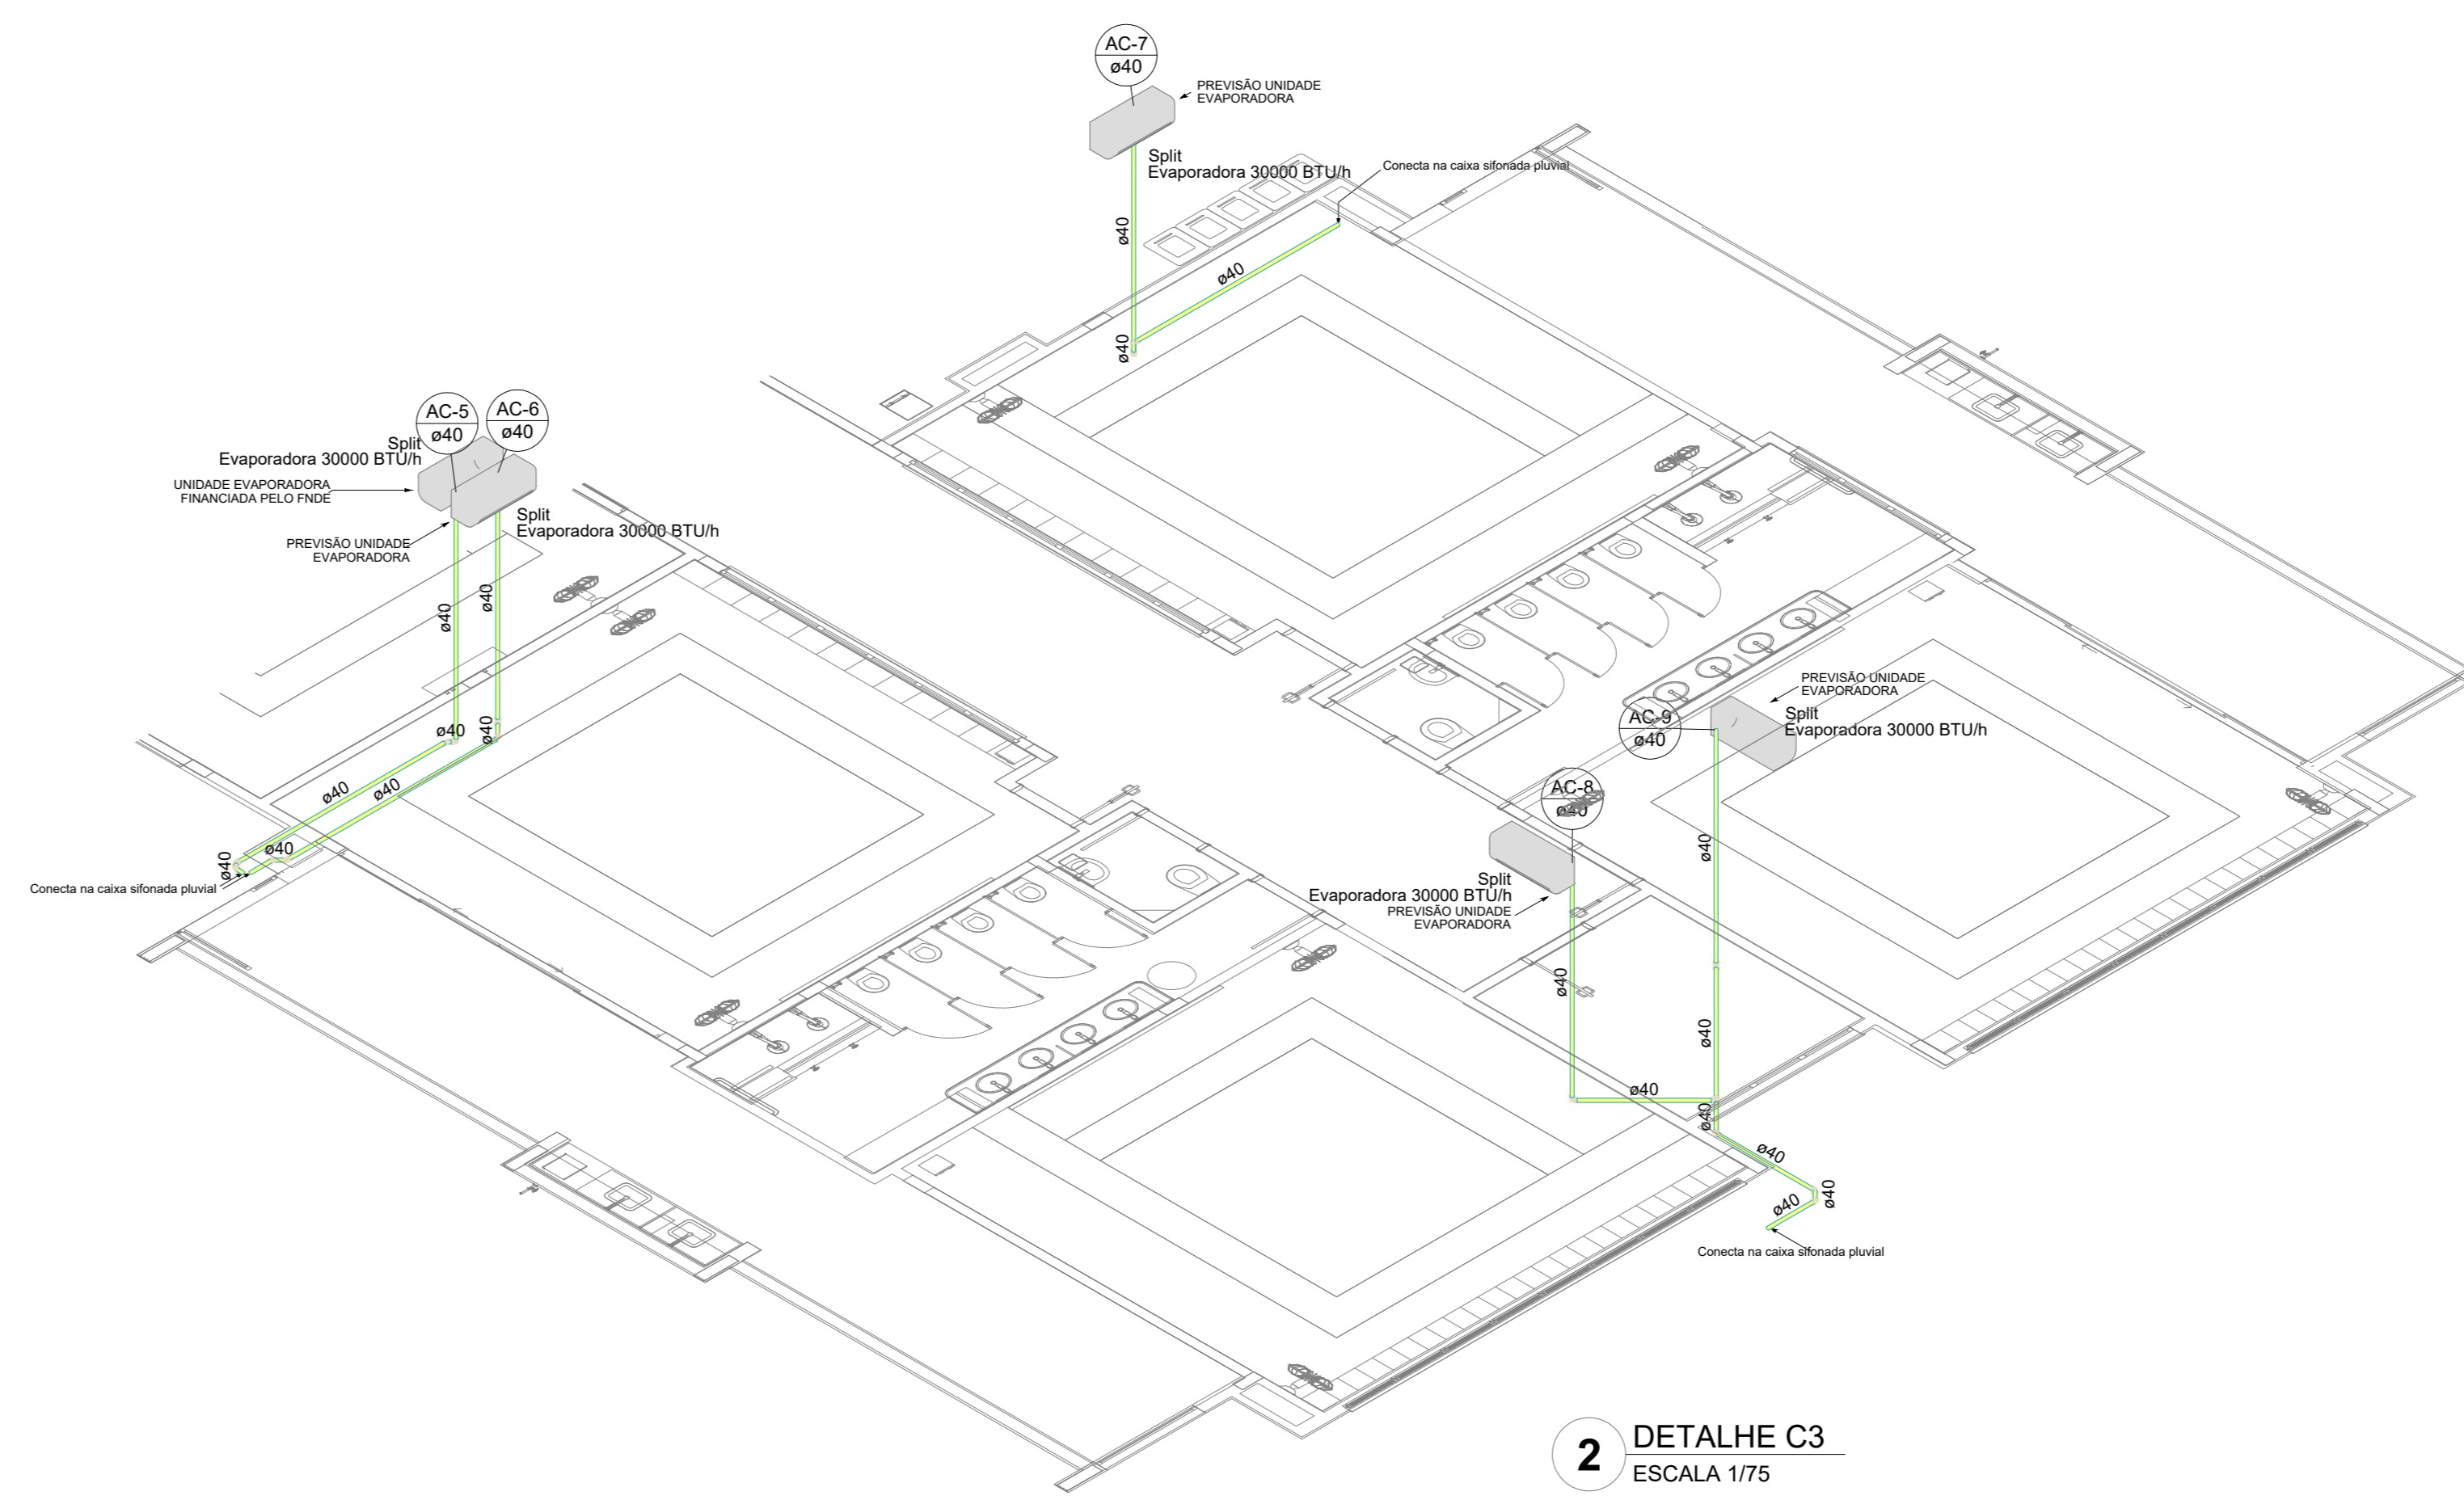 AC-7
ø40
PREVISÃO UNIDADE
EVAPORADORA
Split
Evaporadora 30000 BTU/h
Conecta na caixa sifonada pluvial
ø40
ø40
ø40
AC-5
ø40
AC-6
ø40
Split
Evaporadora 30000 BTU/h
UNIDADE EVAPORADORA
FINANCIADA PELO FNDE
Split
Evaporadora 30000 BTU/h
PREVISÃO UNIDADE
EVAPORADORA
ø40
ø40
ø40
ø40
ø40
ø40
ø40
ø40
Conecta na caixa sifonada pluvial
PREVISÃO UNIDADE
EVAPORADORA
AC-9
ø40
Split
Evaporadora 30000 BTU/h
AC-8
ø40
Split
Evaporadora 30000 BTU/h
PREVISÃO UNIDADE
EVAPORADORA
ø40
ø40
ø40
ø40
ø40
ø40
ø40
ø40
Conecta na caixa sifonada pluvial
2
DETALHE C3
ESCALA 1/75